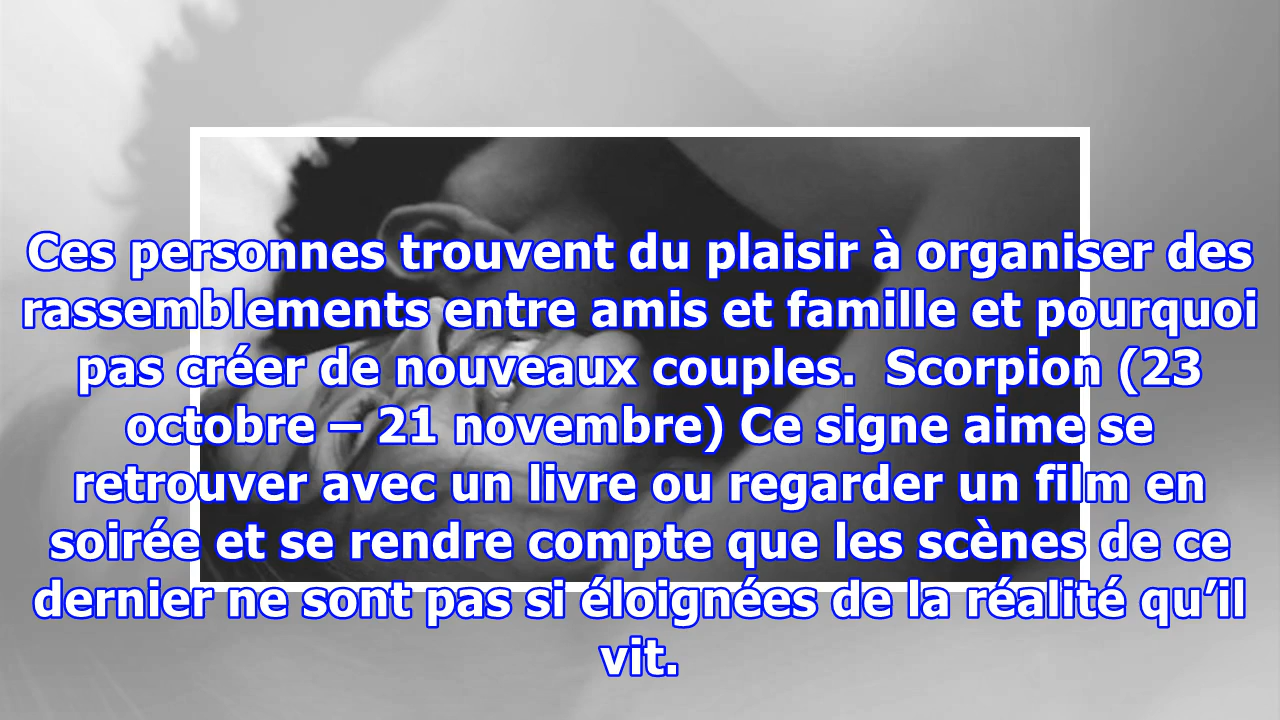 Ces personnes trouvent du plaisir à organiser des
rassemblements entre amis et famille et pourquoi
pas créer de nouveaux couples.  Scorpion (23
octobre – 21 novembre) Ce signe aime se
retrouver avec un livre ou regarder un film en
soirée et se rendre compte que les scènes de ce
dernier ne sont pas si éloignées de la réalité qu’il
vit.